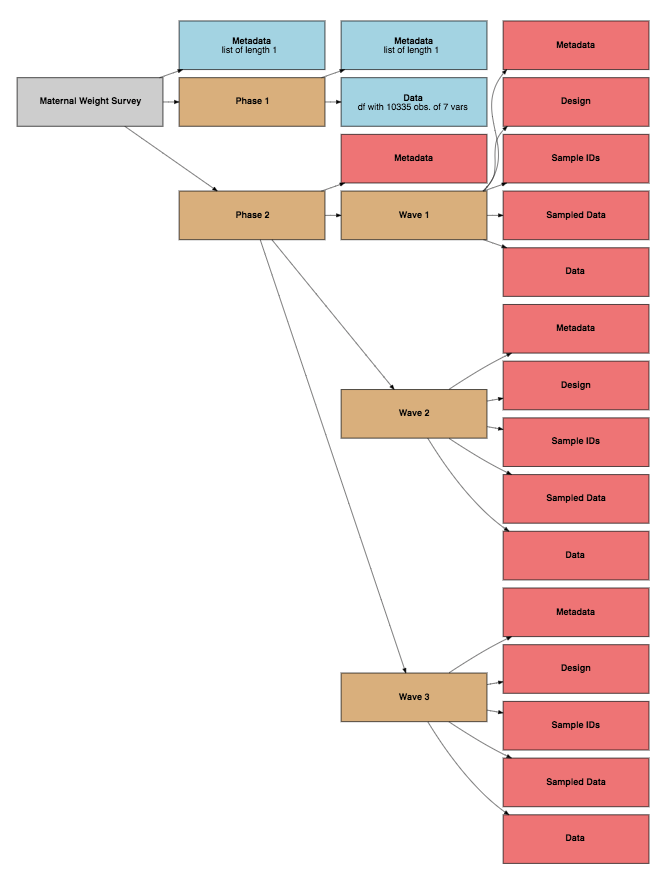 Maternal Weight Survey
Metadata
list of length 1
Phase 1
Metadata
list of length 1
Data
df with 10335 obs. of 7 vars
Phase 2
Metadata
Wave 1
Metadata
Design
Sample IDs
Sampled Data
Data
Wave 2
Metadata
Design
Sample IDs
Sampled Data
Data
Wave 3
Metadata
Design
Sample IDs
Sampled Data
Data